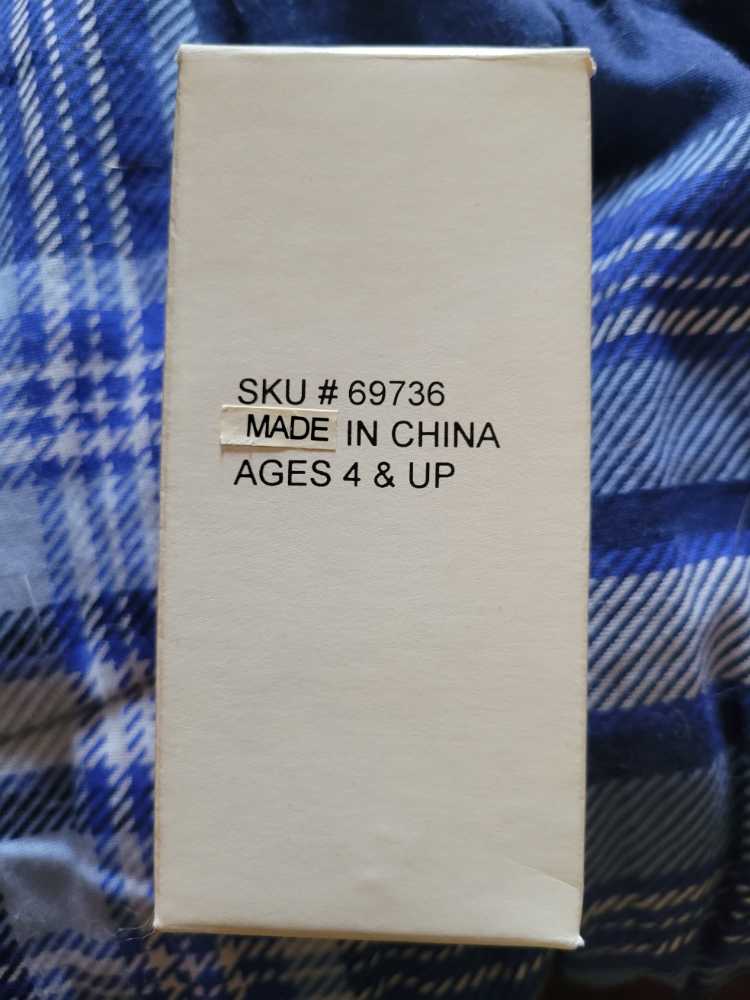 SKU # 69736
MADE IN CHINA
AGES 4 & UP